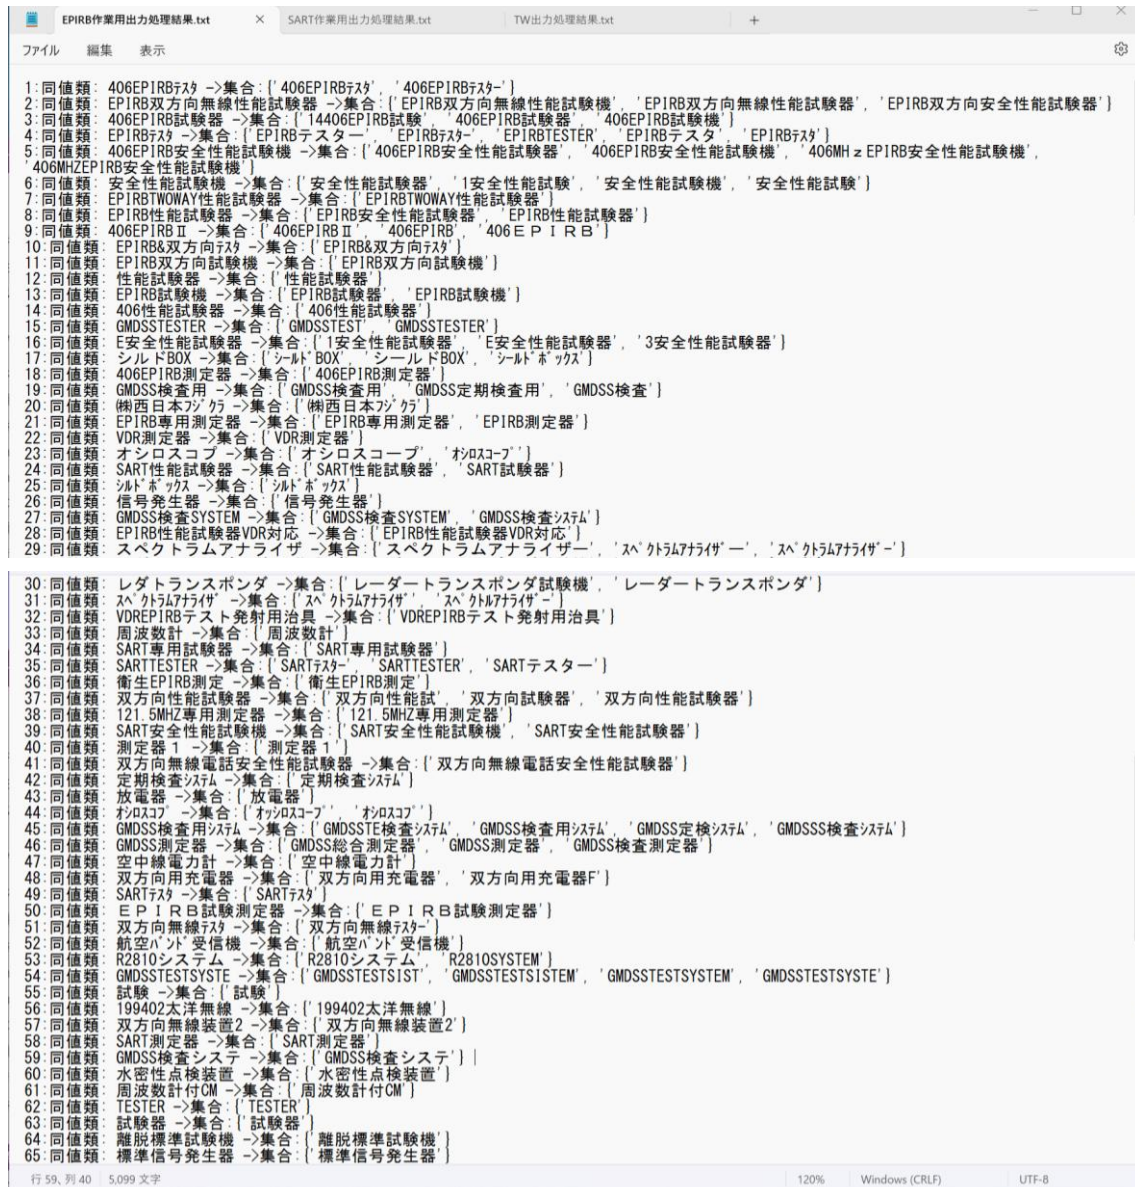 EPIRB作業用出力処理結果.txt × SART作業用出力処理結果.txt TW出力処理結果.txt + － □ ×
ファイル 編集 表示
1:同値類: 406EPIRBﾃｽﾀ ->集合:{'406EPIRBﾃｽﾀ', '406EPIRBﾃｽﾀｰ'}
2:同値類: EPIRB双方向無線性能試験器 ->集合:{'EPIRB双方向無線性能試験機', 'EPIRB双方向無線性能試験器', 'EPIRB双方向安全性能試験器'}
3:同値類: 406EPIRB試験器 ->集合:{'14406EPIRB試験', '406EPIRB試験器', '406EPIRB試験機'}
4:同値類: EPIRBﾃｽﾀ ->集合:{'EPIRBテスター', 'EPIRBﾃｽﾀｰ', 'EPIRBTESTER', 'EPIRBテスタ', 'EPIRBﾃｽﾀ'}
5:同値類: 406EPIRB安全性能試験機 ->集合:{'406EPIRB安全性能試験器', '406EPIRB安全性能試験機', '406MHｚEPIRB安全性能試験機',
'406MHZEPIRB安全性能試験機'}
6:同値類: 安全性能試験機 ->集合:{'安全性能試験器', '1安全性能試験', '安全性能試験機', '安全性能試験'}
7:同値類: EPIRBTWOWAY性能試験器 ->集合:{'EPIRBTWOWAY性能試験器'}
8:同値類: EPIRB性能試験器 ->集合:{'EPIRB安全性能試験器', 'EPIRB性能試験器'}
9:同値類: 406EPIRBⅡ ->集合:{'406EPIRBⅡ', '406EPIRB', '406ＥＰＩＲＢ'}
10:同値類: EPIRB&双方向ﾃｽﾀ ->集合:{'EPIRB&双方向ﾃｽﾀ'}
11:同値類: EPIRB双方向試験機 ->集合:{'EPIRB双方向試験機'}
12:同値類: 性能試験器 ->集合:{'性能試験器'}
13:同値類: EPIRB試験機 ->集合:{'EPIRB試験器', 'EPIRB試験機'}
14:同値類: 406性能試験器 ->集合:{'406性能試験器'}
15:同値類: GMDSSTESTER ->集合:{'GMDSSTEST', 'GMDSSTESTER'}
16:同値類: E安全性能試験器 ->集合:{'1安全性能試験器', 'E安全性能試験器', '3安全性能試験器'}
17:同値類: シルドBOX ->集合:{'ｼｰﾙﾄﾞBOX', 'シールドBOX', 'ｼｰﾙﾄﾞﾎﾞｯｸｽ'}
18:同値類: 406EPIRB測定器 ->集合:{'406EPIRB測定器'}
19:同値類: GMDSS検査用 ->集合:{'GMDSS検査用', 'GMDSS定期検査用', 'GMDSS検査'}
20:同値類: ㈱西日本ﾌｼﾞｸﾗ ->集合:{'㈱西日本ﾌｼﾞｸﾗ'}
21:同値類: EPIRB専用測定器 ->集合:{'EPIRB専用測定器', 'EPIRB測定器'}
22:同値類: VDR測定器 ->集合:{'VDR測定器'}
23:同値類: オシロスコプ ->集合:{'オシロスコープ', 'ｵｼﾛｽｺｰﾌﾟ'}
24:同値類: SART性能試験器 ->集合:{'SART性能試験器', 'SART試験器'}
25:同値類: ｼﾙﾄﾞﾎﾞｯｸｽ ->集合:{'ｼﾙﾄﾞﾎﾞｯｸｽ'}
26:同値類: 信号発生器 ->集合:{'信号発生器'}
27:同値類: GMDSS検査SYSTEM ->集合:{'GMDSS検査SYSTEM', 'GMDSS検査ｼｽﾃﾑ'}
28:同値類: EPIRB性能試験器VDR対応 ->集合:{'EPIRB性能試験器VDR対応'}
29:同値類: スペクトラムアナライザ ->集合:{'スペクトラムアナライザー', 'ｽﾍﾟｸﾄﾗﾑｱﾅﾗｲｻﾞー', 'ｽﾍﾟｸﾄﾗﾑｱﾅﾗｲｻﾞｰ'}
30:同値類: レダトランスポンダ ->集合:{'レーダートランスポンダ試験機', 'レーダートランスポンダ'}
31:同値類: ｽﾍﾟｸﾄﾗﾑｱﾅﾗｲｻﾞ ->集合:{'ｽﾍﾟｸﾄﾗﾑｱﾅﾗｲｻﾞ', 'ｽﾍﾟｸﾄﾙｱﾅﾗｲｻﾞｰ'}
32:同値類: VDREPIRBテスト発射用治具 ->集合:{'VDREPIRBテスト発射用治具'}
33:同値類: 周波数計 ->集合:{'周波数計'}
34:同値類: SART専用試験器 ->集合:{'SART専用試験器'}
35:同値類: SARTTESTER ->集合:{'SARTﾃｽﾀｰ', 'SARTTESTER', 'SARTテスター'}
36:同値類: 衛生EPIRB測定 ->集合:{'衛生EPIRB測定'}
37:同値類: 双方向性能試験器 ->集合:{'双方向性能試', '双方向試験器', '双方向性能試験器'}
38:同値類: 121.5MHZ専用測定器 ->集合:{'121.5MHZ専用測定器'}
39:同値類: SART安全性能試験機 ->集合:{'SART安全性能試験機', 'SART安全性能試験器'}
40:同値類: 測定器１ ->集合:{'測定器１'}
41:同値類: 双方向無線電話安全性能試験器 ->集合:{'双方向無線電話安全性能試験器'}
42:同値類: 定期検査ｼｽﾃﾑ ->集合:{'定期検査ｼｽﾃﾑ'}
43:同値類: 放電器 ->集合:{'放電器'}
44:同値類: ｵｼﾛｽｺﾌﾟ ->集合:{'ｵｯｼﾛｽｺｰﾌﾟ', 'ｵｼﾛｽｺﾌﾟ'}
45:同値類: GMDSS検査用ｼｽﾃﾑ ->集合:{'GMDSSTE検査ｼｽﾃﾑ', 'GMDSS検査用ｼｽﾃﾑ', 'GMDSS定検ｼｽﾃﾑ', 'GMDSSS検査ｼｽﾃﾑ'}
46:同値類: GMDSS測定器 ->集合:{'GMDSS総合測定器', 'GMDSS測定器', 'GMDSS検査測定器'}
47:同値類: 空中線電力計 ->集合:{'空中線電力計'}
48:同値類: 双方向用充電器 ->集合:{'双方向用充電器', '双方向用充電器F'}
49:同値類: SARTﾃｽﾀ ->集合:{'SARTﾃｽﾀ'}
50:同値類: ＥＰＩＲＢ試験測定器 ->集合:{'ＥＰＩＲＢ試験測定器'}
51:同値類: 双方向無線ﾃｽﾀ ->集合:{'双方向無線ﾃｽﾀｰ'}
52:同値類: 航空ﾊﾞﾝﾄﾞ受信機 ->集合:{'航空ﾊﾞﾝﾄﾞ受信機'}
53:同値類: R2810システム ->集合:{'R2810システム', 'R2810SYSTEM'}
54:同値類: GMDSSTESTSYSTE ->集合:{'GMDSSTESTSIST', 'GMDSSTESTSISTEM', 'GMDSSTESTSYSTEM', 'GMDSSTESTSYSTE'}
55:同値類: 試験 ->集合:{'試験'}
56:同値類: 199402太洋無線 ->集合:{'199402太洋無線'}
57:同値類: 双方向無線装置2 ->集合:{'双方向無線装置2'}
58:同値類: SART測定器 ->集合:{'SART測定器'}
59:同値類: GMDSS検査システ ->集合:{'GMDSS検査システ'}
60:同値類: 水密性点検装置 ->集合:{'水密性点検装置'}
61:同値類: 周波数計付CM ->集合:{'周波数計付CM'}
62:同値類: TESTER ->集合:{'TESTER'}
63:同値類: 試験器 ->集合:{'試験器'}
64:同値類: 離脱標準試験機 ->集合:{'離脱標準試験機'}
65:同値類: 標準信号発生器 ->集合:{'標準信号発生器'}
行 59、列 40 5,099 文字 120% Windows (CRLF) UTF-8